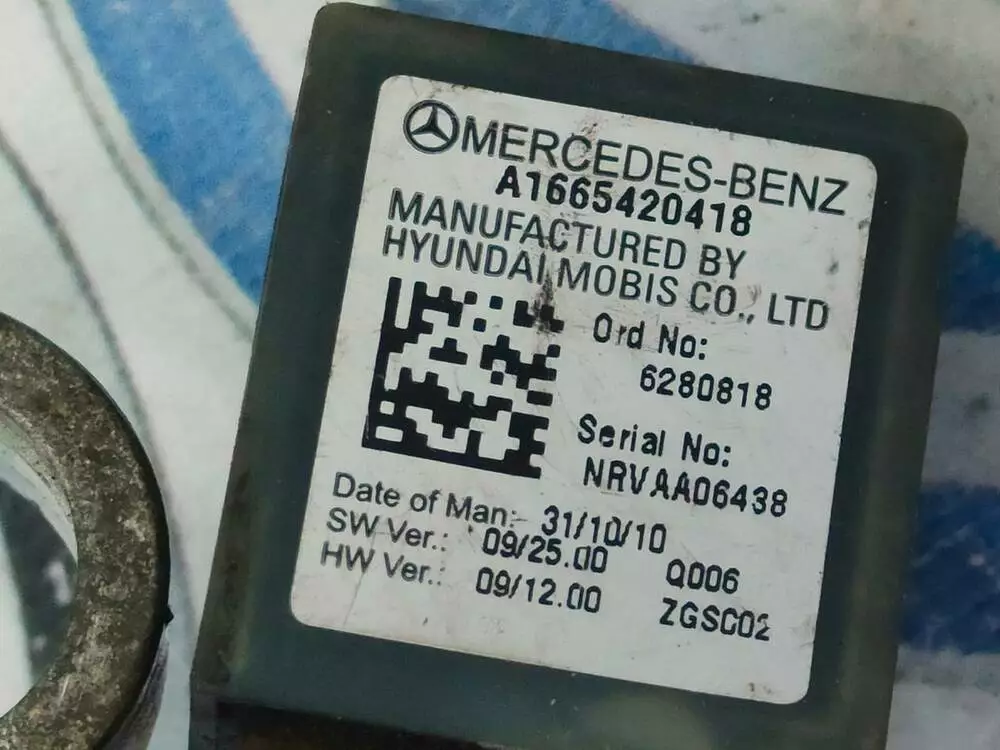 MERCEDES-BENZ
A1665420418
MANUFACTURED BY
HYUNDAI MOBIS CO., LTD
Ord No:
6280818
Serial No:
NRVAA06438
Date of Man: 31/10/10
SW Ver.: 09/25.00 Q006
HW Ver.: 09/12.00 ZGSC02